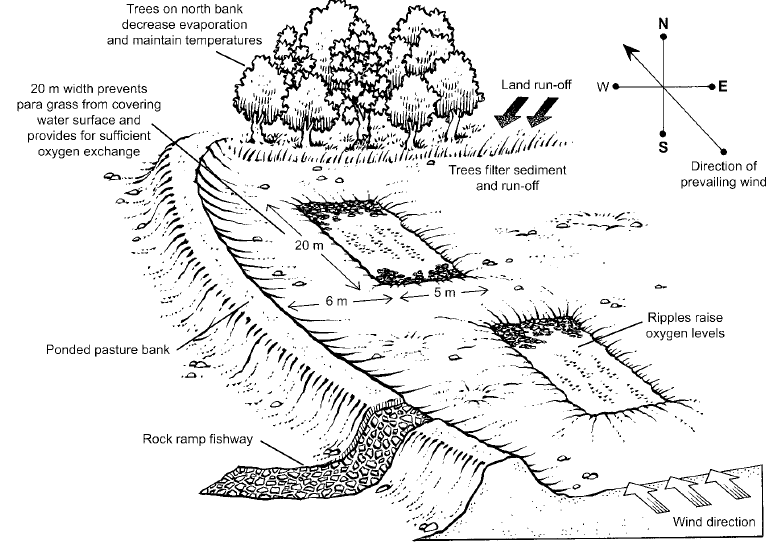 Trees on north bank
decrease evaporation
and maintain temperatures
20 m width prevents
para grass from covering
water surface and
provides for sufficient
oxygen exchange
Land run-off
N
W
E
S
Direction of
prevailing wind
Trees filter sediment
and run-off
20 m
6 m
5 m
Ripples raise
oxygen levels
Ponded pasture bank
Rock ramp fishway
Wind direction